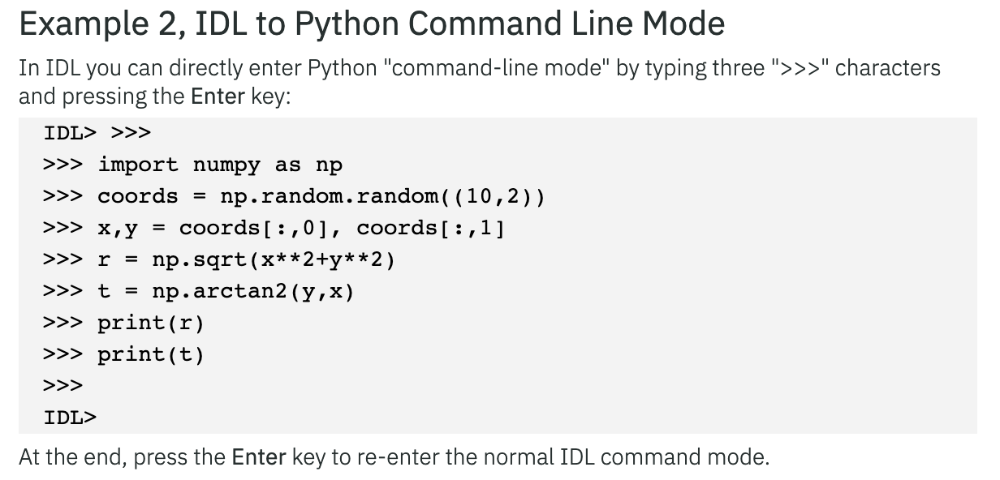 Example 2, IDL to Python Command Line Mode
In IDL you can directly enter Python "command-line mode" by typing three ">>>" characters
and pressing the Enter key:
IDL> >>>
>>> import numpy as np
>>> coords = np.random.random((10,2))
>>> x,y = coords[:,0], coords[:,1]
>>> r = np.sqrt(x**2+y**2)
>>> t = np.arctan2(y,x)
>>> print(r)
>>> print(t)
>>>
IDL>
At the end, press the Enter key to re-enter the normal IDL command mode.